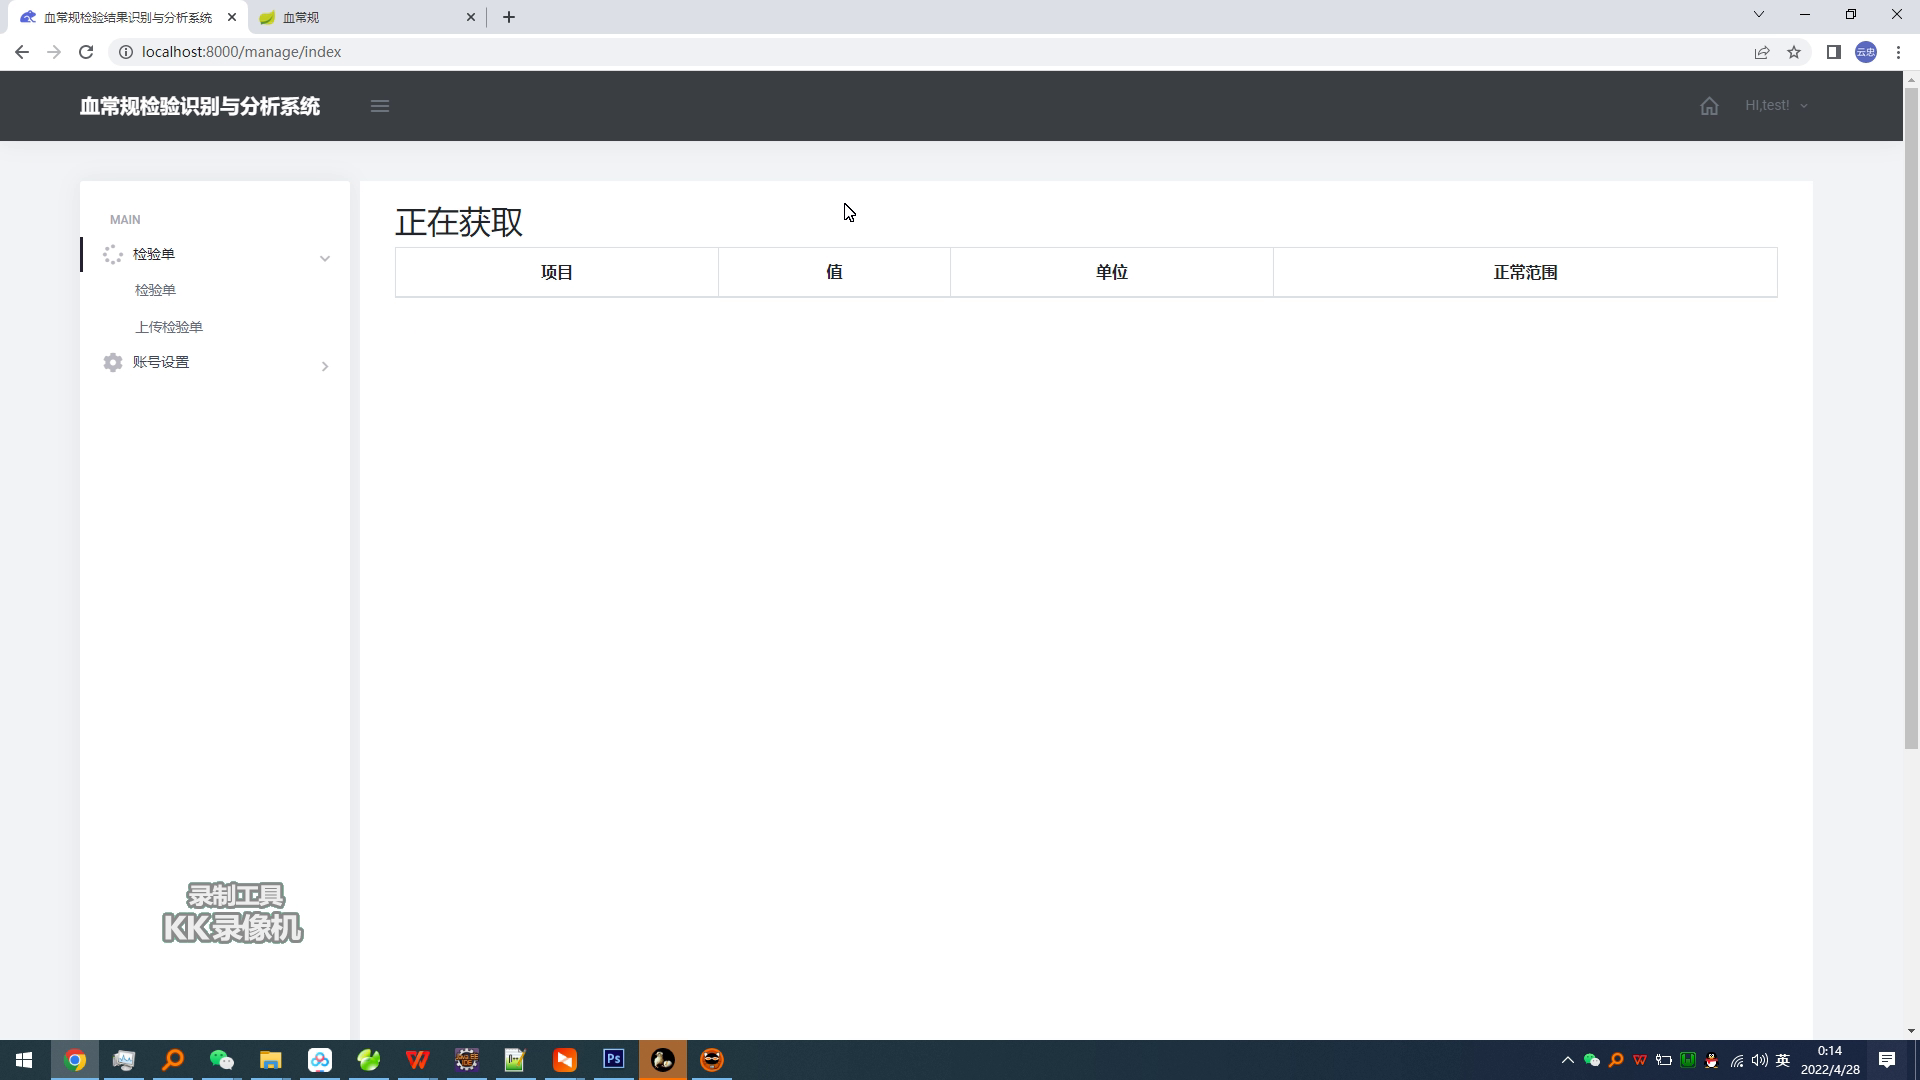 血常规检验结果识别与分析系统
血常规
localhost:8000/manage/index
云忠
血常规检验识别与分析系统
HI,test!
MAIN
检验单
检验单
上传检验单
账号设置
正在获取
项目 值 单位 正常范围
录制工具
KK录像机
Ps
英
0:14
2022/4/28